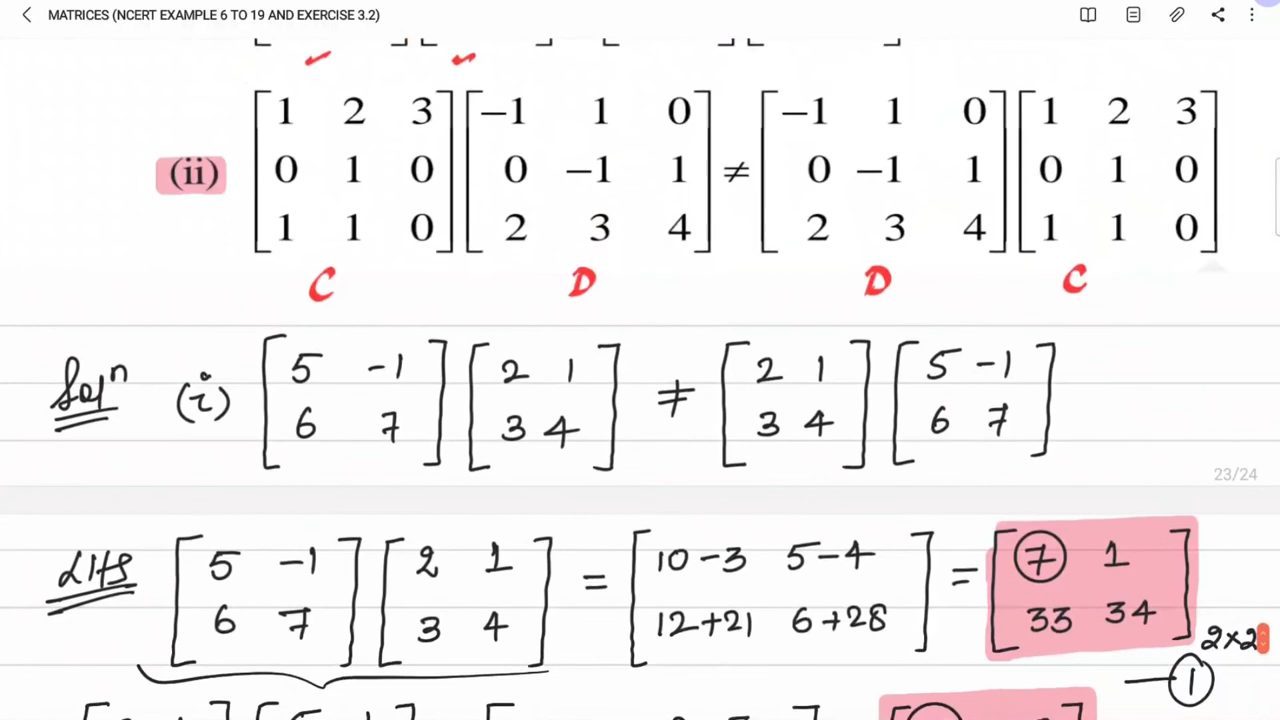 MATRICES (NCERT EXAMPLE 6 TO 19 AND EXERCISE 3.2)
(ii) [1 2 3] [−1 1 0] ≠ [−1 1 0] [1 2 3]
[0 1 0] [0 −1 1] [0 −1 1] [0 1 0]
[1 1 0] [2 3 4] [2 3 4] [1 1 0]
C D D C
Solⁿ (i) [5 -1] [2 1] ≠ [2 1] [5 -1]
[6 7] [3 4] [3 4] [6 7]
23/24
LHS [5 -1] [2 1] = [10-3 5-4] = [7 1]
[6 7] [3 4] [12+21 6+28] [33 34] 2×2
1